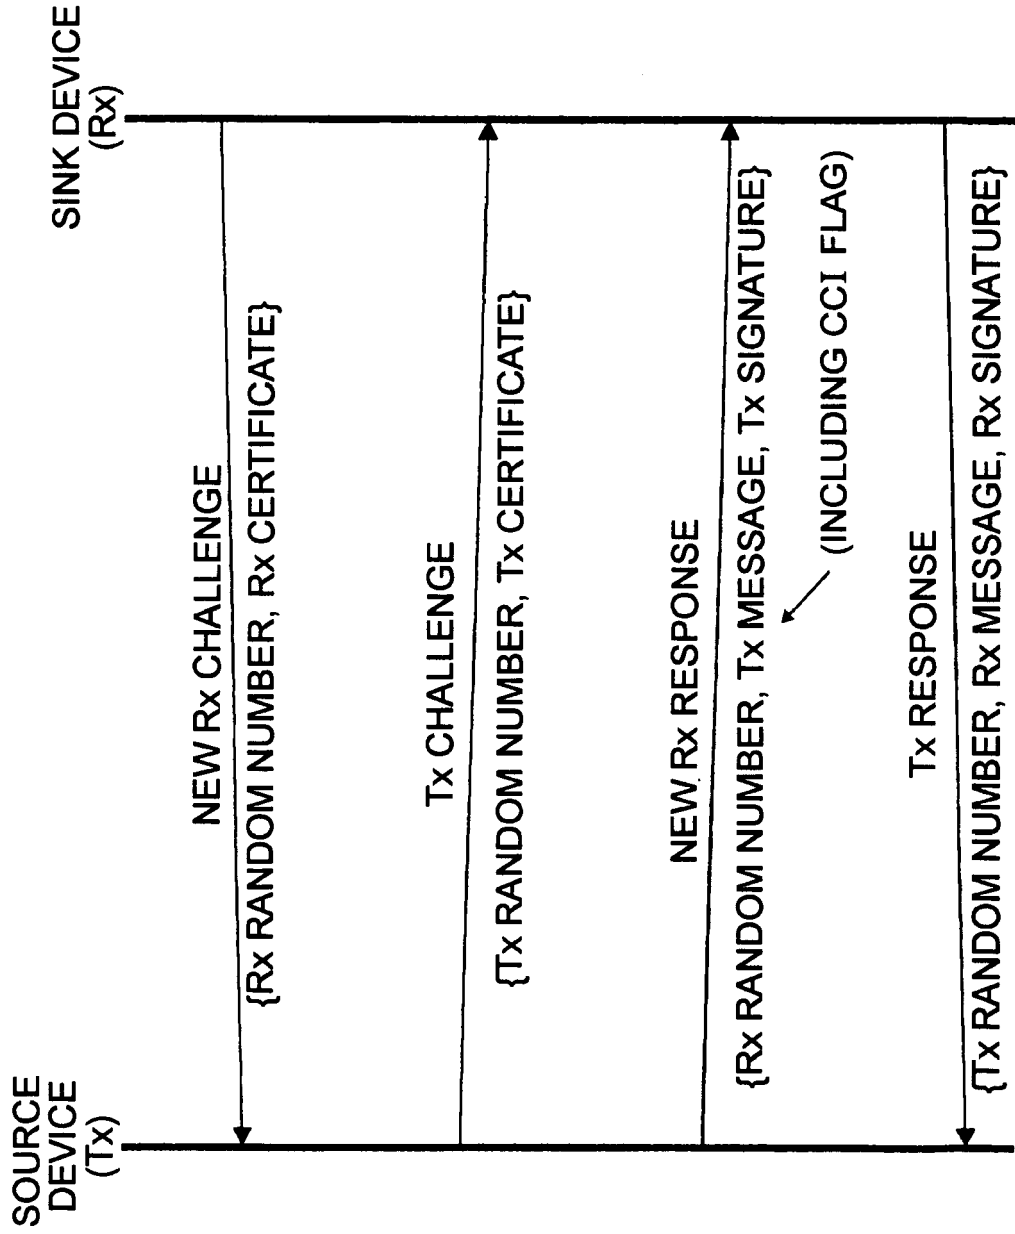 SOURCE
DEVICE
(Tx)
SINK DEVICE
(Rx)
NEW Rx CHALLENGE
{Rx RANDOM NUMBER, Rx CERTIFICATE}
Tx CHALLENGE
{Tx RANDOM NUMBER, Tx CERTIFICATE}
NEW Rx RESPONSE
{Rx RANDOM NUMBER, Tx MESSAGE, Tx SIGNATURE}
(INCLUDING CCI FLAG)
Tx RESPONSE
{Tx RANDOM NUMBER, Rx MESSAGE, Rx SIGNATURE}